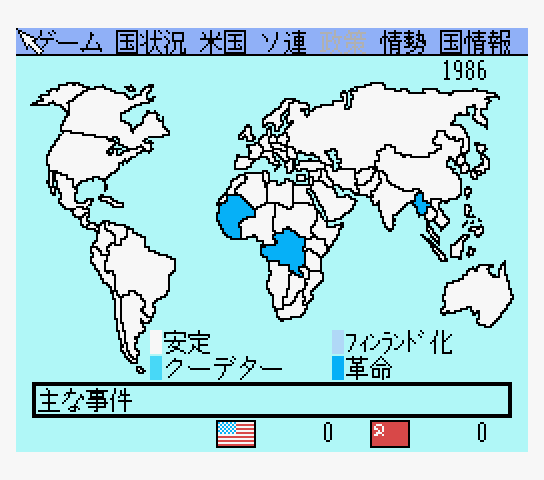 ゲーム 国状況 米国 ソ連 政策 情勢 国情報
1986
安定 フィンランド化
クーデター 革命
主な事件
0 0